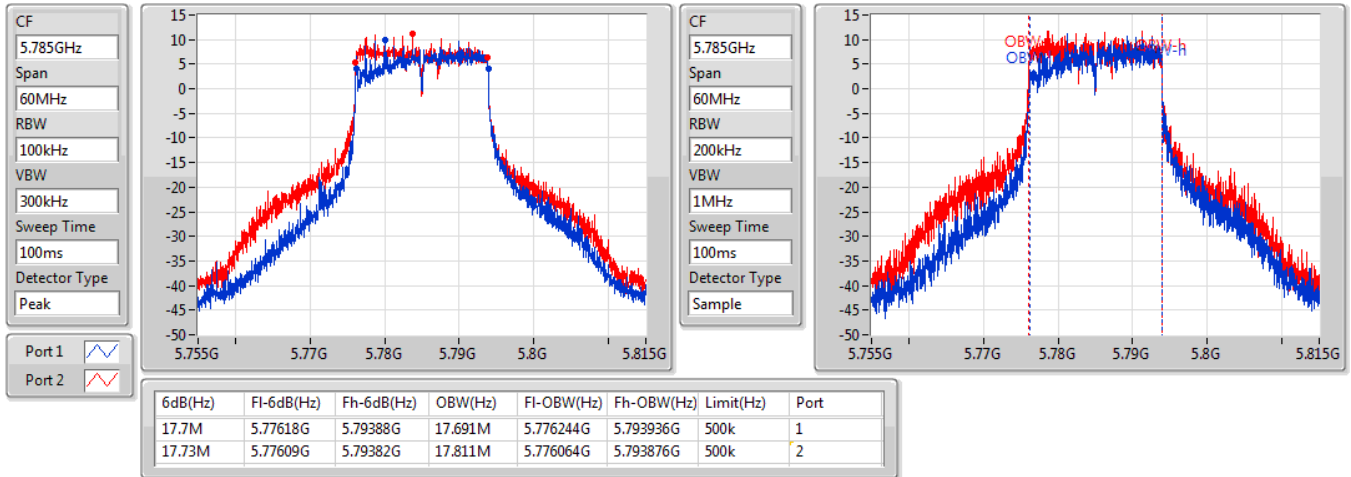 CF
5.785GHz
Span
60MHz
RBW
100kHz
VBW
300kHz
Sweep Time
100ms
Detector Type
Peak
Port 1
Port 2
15
10
5
0
-5
-10
-15
-20
-25
-30
-35
-40
-45
-50
5.755G 5.77G 5.78G 5.79G 5.8G 5.815G
CF
5.785GHz
Span
60MHz
RBW
200kHz
VBW
1MHz
Sweep Time
100ms
Detector Type
Sample
15
10
5
0
-5
-10
-15
-20
-25
-30
-35
-40
-45
-50
5.755G 5.77G 5.78G 5.79G 5.8G 5.815G
6dB(Hz) Fl-6dB(Hz) Fh-6dB(Hz) OBW(Hz) Fl-OBW(Hz) Fh-OBW(Hz) Limit(Hz) Port
17.7M 5.77618G 5.79388G 17.691M 5.776244G 5.793936G 500k 1
17.73M 5.77609G 5.79382G 17.811M 5.776064G 5.793876G 500k 2